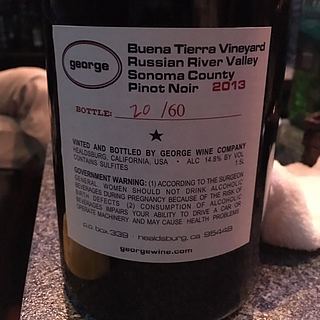 george
Buena Tierra Vineyard
Russian River Valley
Sonoma County
Pinot Noir 2013
BOTTLE: 20 /60
VINTED AND BOTTLED BY GEORGE WINE COMPANY
HEALDSBURG, CALIFORNIA, USA • ALC 14.8% BY VOL
CONTAINS SULFITES 1.5L
GOVERNMENT WARNING: (1) ACCORDING TO THE SURGEON
GENERAL, WOMEN SHOULD NOT DRINK ALCOHOLIC
BEVERAGES DURING PREGNANCY BECAUSE OF THE RISK OF
BIRTH DEFECTS (2) CONSUMPTION OF ALCOHOLIC
BEVERAGES IMPAIRS YOUR ABILITY TO DRIVE A CAR OR
OPERATE MACHINERY AND MAY CAUSE HEALTH PROBLEMS
p.o. box 339 • healdsburg, ca 95448
georgewine.com